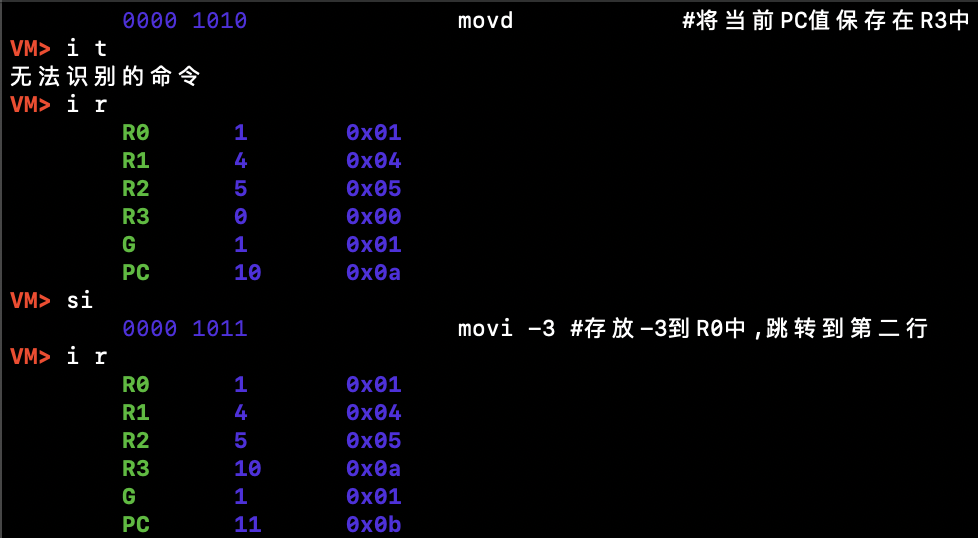 0000 1010 movd #将当前PC值保存在R3中
VM> i t
无法识别的命令
VM> i r
R0 1 0x01
R1 4 0x04
R2 5 0x05
R3 0 0x00
G 1 0x01
PC 10 0x0a
VM> si
0000 1011 movi -3 #存放-3到R0中,跳转到第二行
VM> i r
R0 1 0x01
R1 4 0x04
R2 5 0x05
R3 10 0x0a
G 1 0x01
PC 11 0x0b